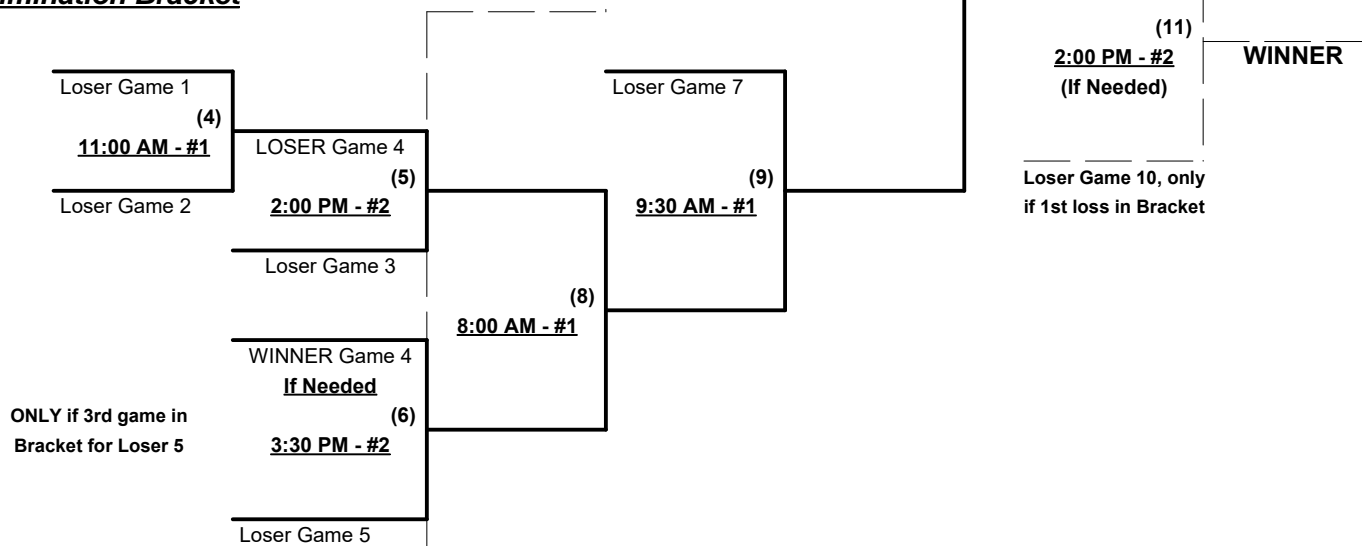 (11)
2:00 PM - #2
WINNER
(If Needed)
Loser Game 1
(4)
11:00 AM - #1
Loser Game 2
LOSER Game 4
(5)
2:00 PM - #2
Loser Game 3
Loser Game 7
(9)
9:30 AM - #1
Loser Game 10, only
if 1st loss in Bracket
(8)
8:00 AM - #1
WINNER Game 4
If Needed
(6)
3:30 PM - #2
ONLY if 3rd game in
Bracket for Loser 5
Loser Game 5